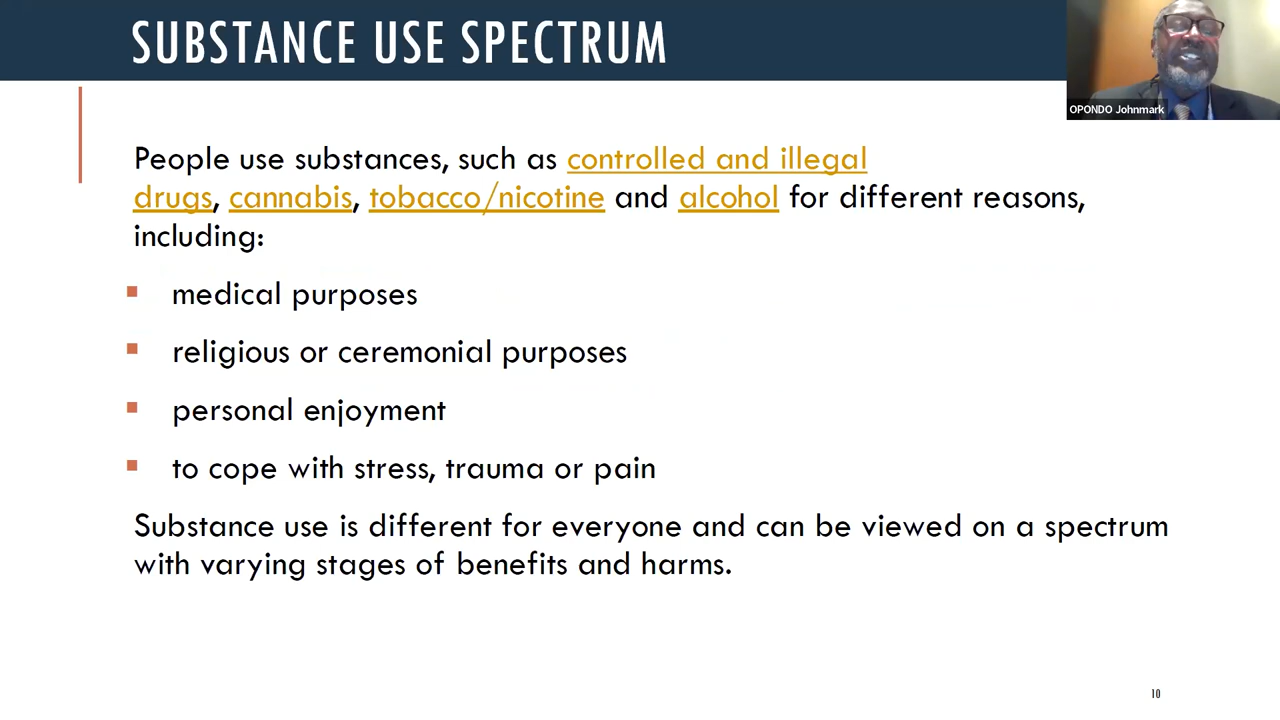 SUBSTANCE USE SPECTRUM
OPONDO Johnmark
People use substances, such as controlled and illegal
drugs, cannabis, tobacco/nicotine and alcohol for different reasons,
including:
medical purposes
religious or ceremonial purposes
personal enjoyment
to cope with stress, trauma or pain
Substance use is different for everyone and can be viewed on a spectrum
with varying stages of benefits and harms.
10